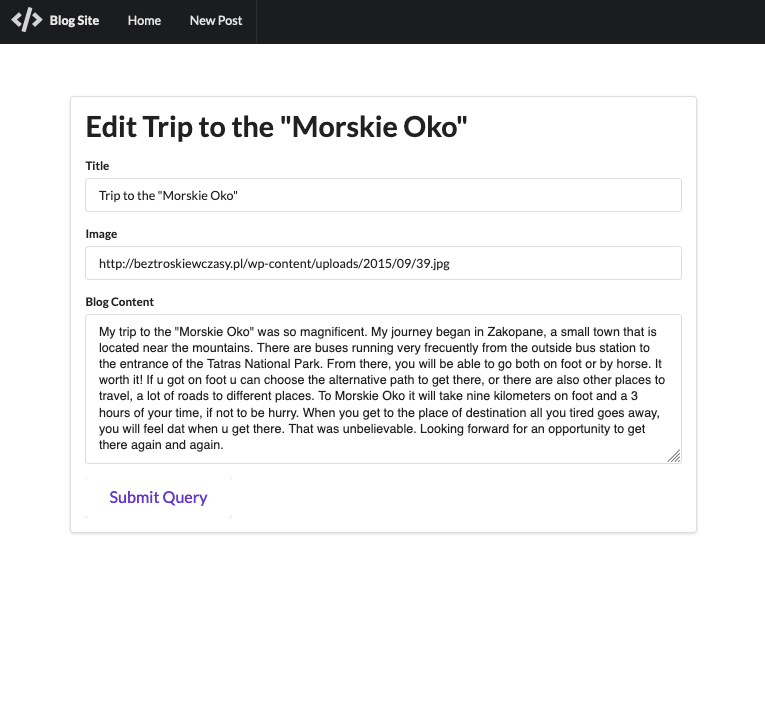 Blog Site Home New Post
Edit Trip to the "Morskie Oko"
Title
Trip to the "Morskie Oko"
Image
http://beztroskiewczasy.pl/wp-content/uploads/2015/09/39.jpg
Blog Content
My trip to the "Morskie Oko" was so magnificent. My journey began in Zakopane, a small town that is
located near the mountains. There are buses running very frecuently from the outside bus station to
the entrance of the Tatras National Park. From there, you will be able to go both on foot or by horse. It
worth it! If u got on foot u can choose the alternative path to get there, or there are also other places to
travel, a lot of roads to different places. To Morskie Oko it will take nine kilometers on foot and a 3
hours of your time, if not to be hurry. When you get to the place of destination all you tired goes away,
you will feel dat when u get there. That was unbelievable. Looking forward for an opportunity to get
there again and again.
Submit Query